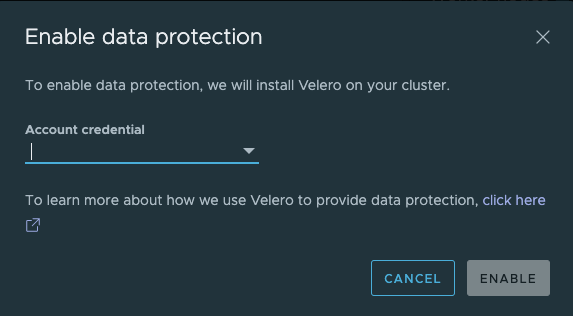 Enable data protection
To enable data protection, we will install Velero on your cluster.
Account credential
To learn more about how we use Velero to provide data protection, click here
CANCEL
ENABLE